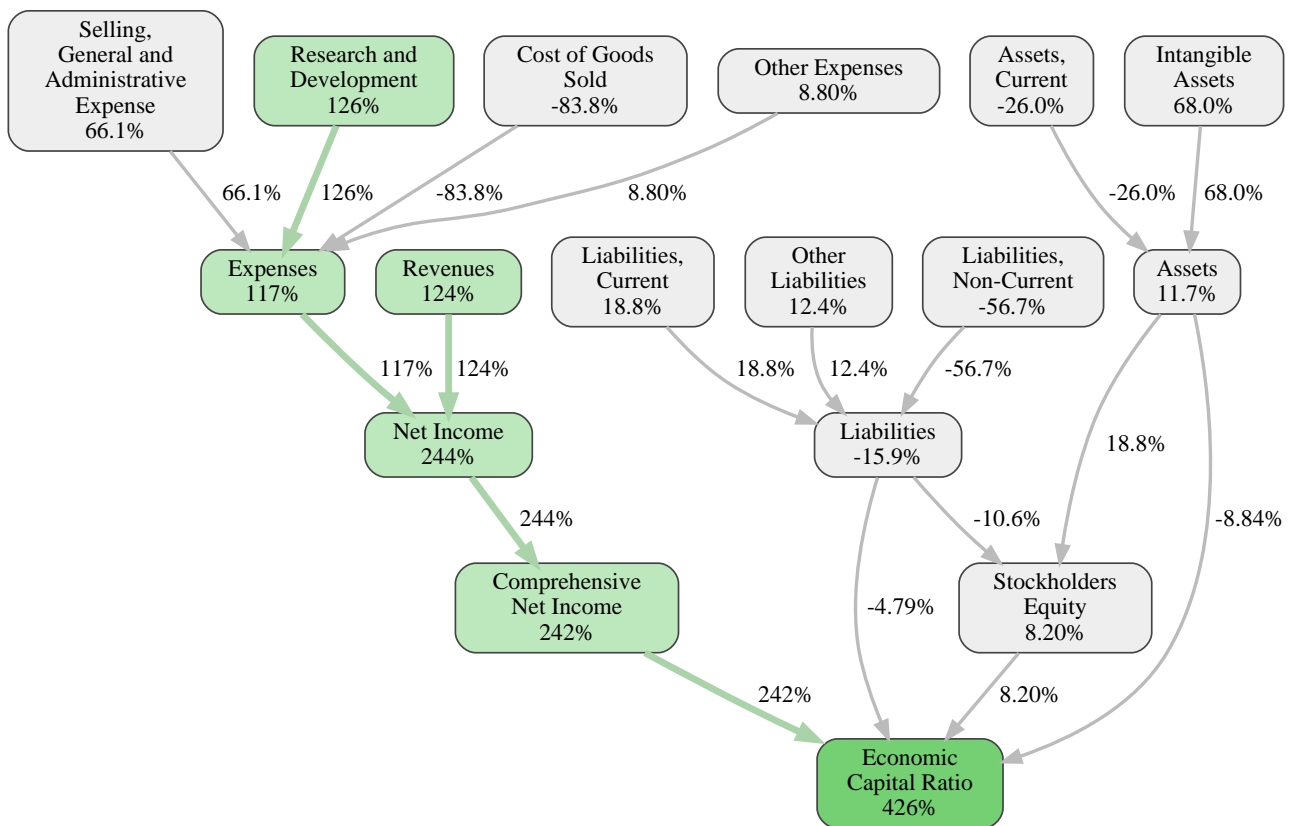 Selling,
General and
Administrative
Expense
66.1%
Research and
Development
126%
Cost of Goods
Sold
-83.8%
Other Expenses
8.80%
Assets,
Current
-26.0%
Intangible
Assets
68.0%
66.1%
126%
-83.8%
8.80%
-26.0%
68.0%
Expenses
117%
Revenues
124%
Liabilities,
Current
18.8%
Other
Liabilities
12.4%
Liabilities,
Non-Current
-56.7%
Assets
11.7%
117%
124%
18.8%
12.4%
-56.7%
Net Income
244%
Liabilities
-15.9%
18.8%
244%
-10.6%
-8.84%
Comprehensive
Net Income
242%
-4.79%
Stockholders
Equity
8.20%
242%
8.20%
Economic
Capital Ratio
426%